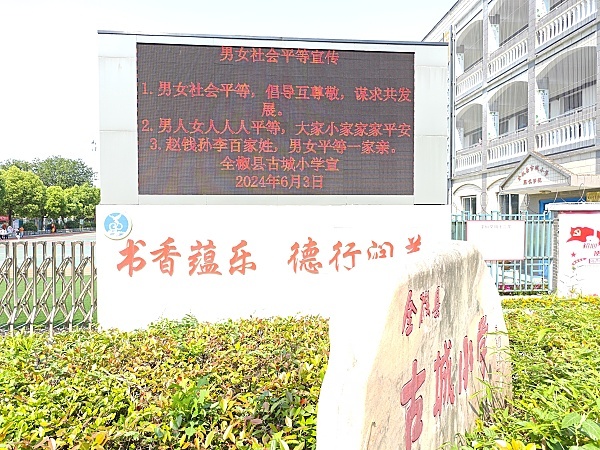 男女社会平等宣传
1. 男女社会平等，倡导互尊敬，谋求共发
展。
2. 男人女人人人平等，大家小家家家平安
3. 赵钱孙李百家姓，男女平等一家亲。
全椒县古城小学宣
2024年6月3日
书香蕴乐 德行润
全椒县
古城小学